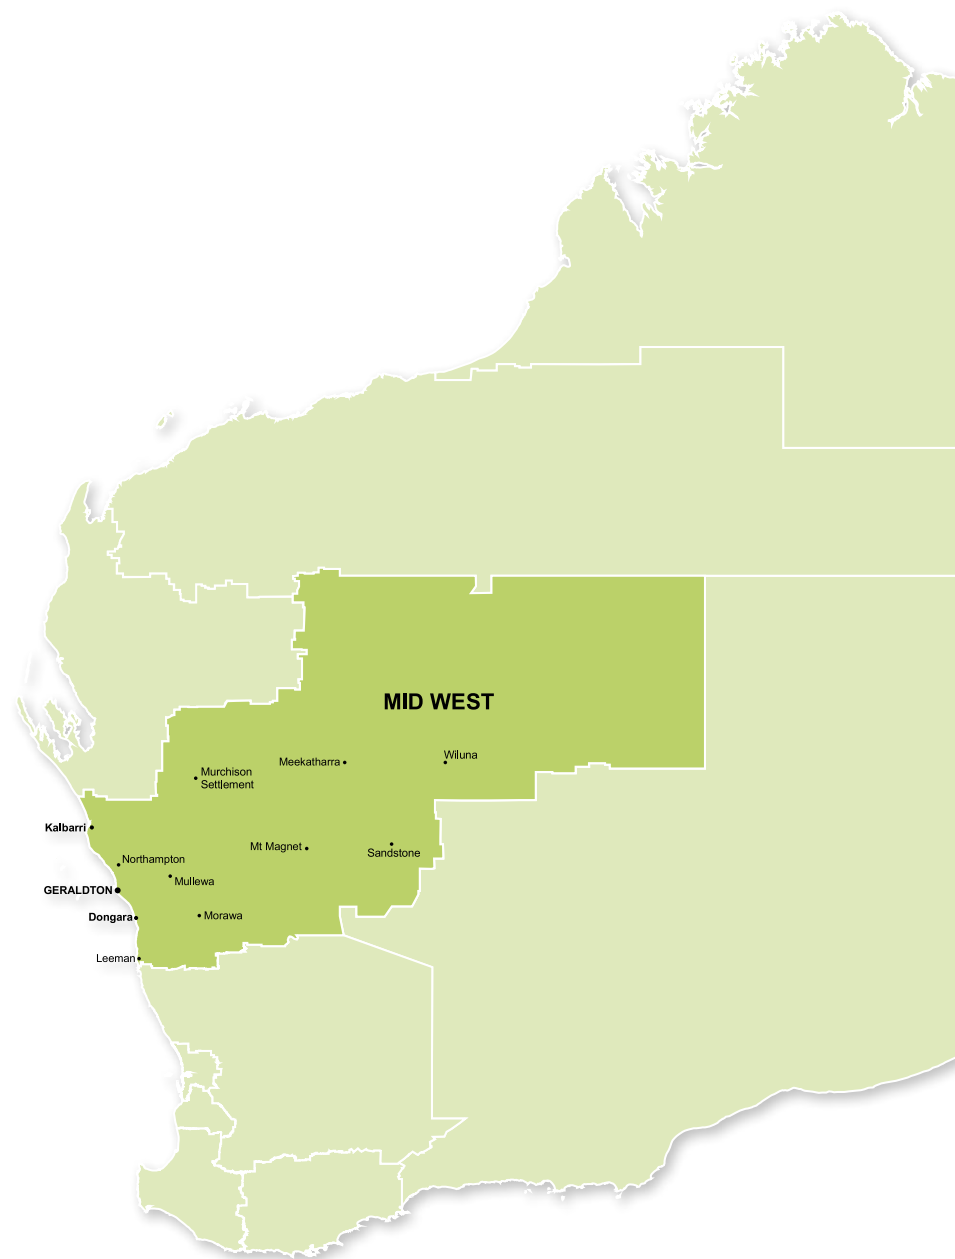 MID WEST
Wiluna
Meekatharra
Murchison
Settlement
Kalbarri
Mt Magnet
Sandstone
Northampton
Mullewa
GERALDTON
Dongara
Morawa
Leeman